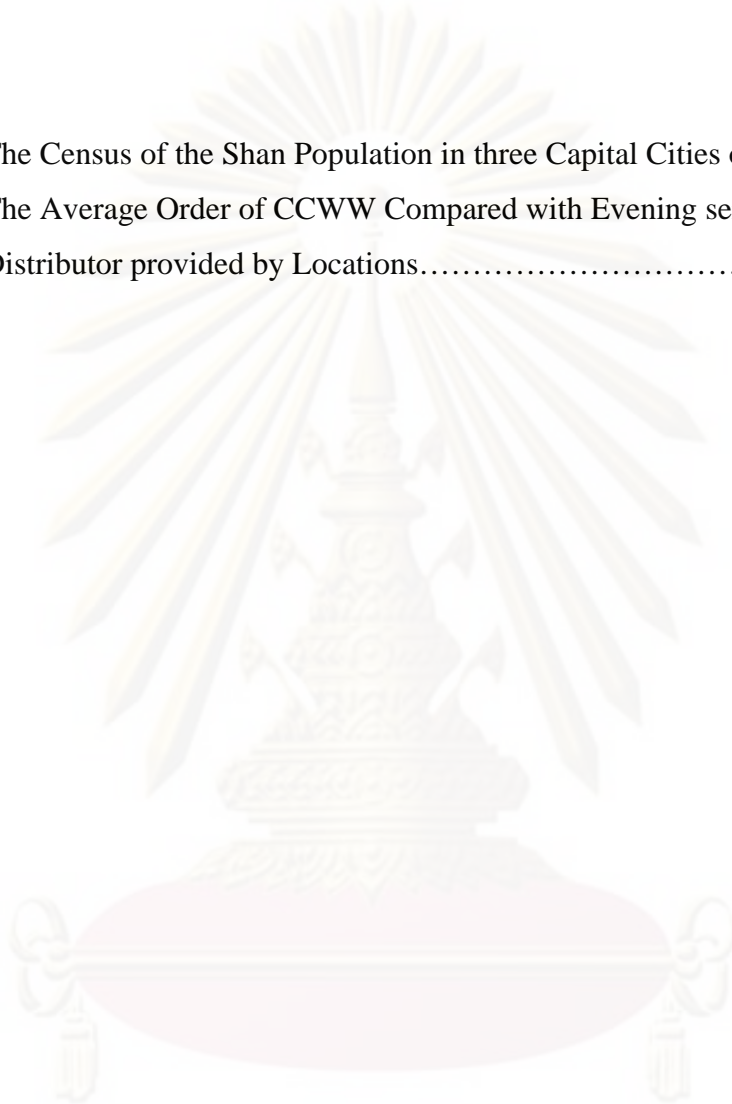 he Census of the Shan Population in three Capital Cities
he Average Order of CCWW Compared with Evening se
istributor provided by Locations……………………………